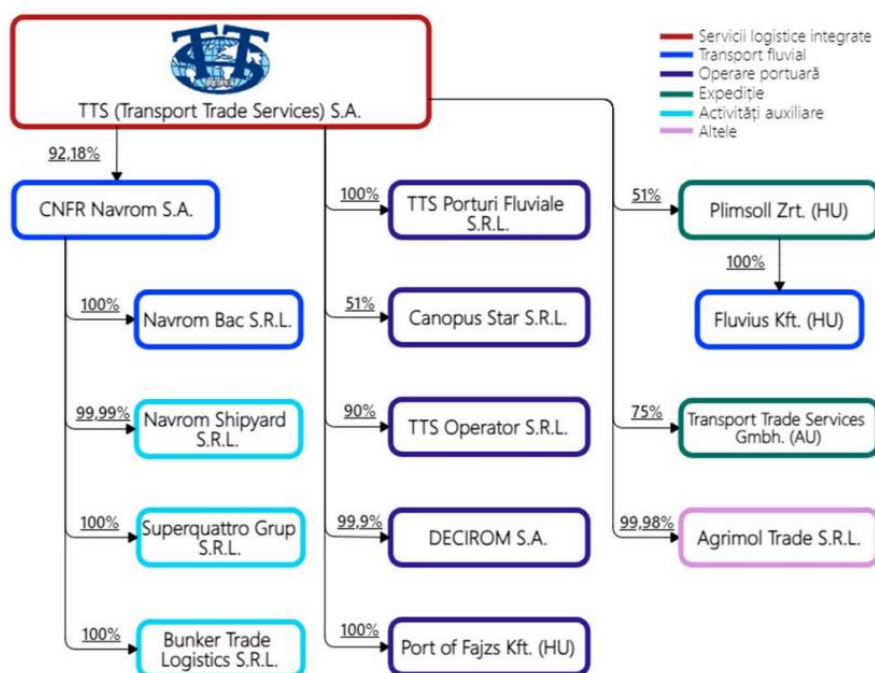 TTS
ROMANIA
TTS (Transport Trade Services) S.A.
Servicii logistice integrate
Transport fluvial
Operare portuară
Expediție
Activități auxiliare
Altele
92,18%
CNFR Navrom S.A.
100%
Navrom Bac S.R.L.
99,99%
Navrom Shipyard
S.R.L.
100%
Superquattro Grup
S.R.L.
100%
Bunker Trade
Logistics S.R.L.
100%
TTS Porturi Fluviale
S.R.L.
51%
Canopus Star S.R.L.
90%
TTS Operator S.R.L.
99,9%
DECIROM S.A.
100%
Port of Fajzs Kft. (HU)
51%
Plimsoll Zrt. (HU)
100%
Fluvius Kft. (HU)
75%
Transport Trade Services
Gmbh. (AU)
99,98%
Agrimol Trade S.R.L.